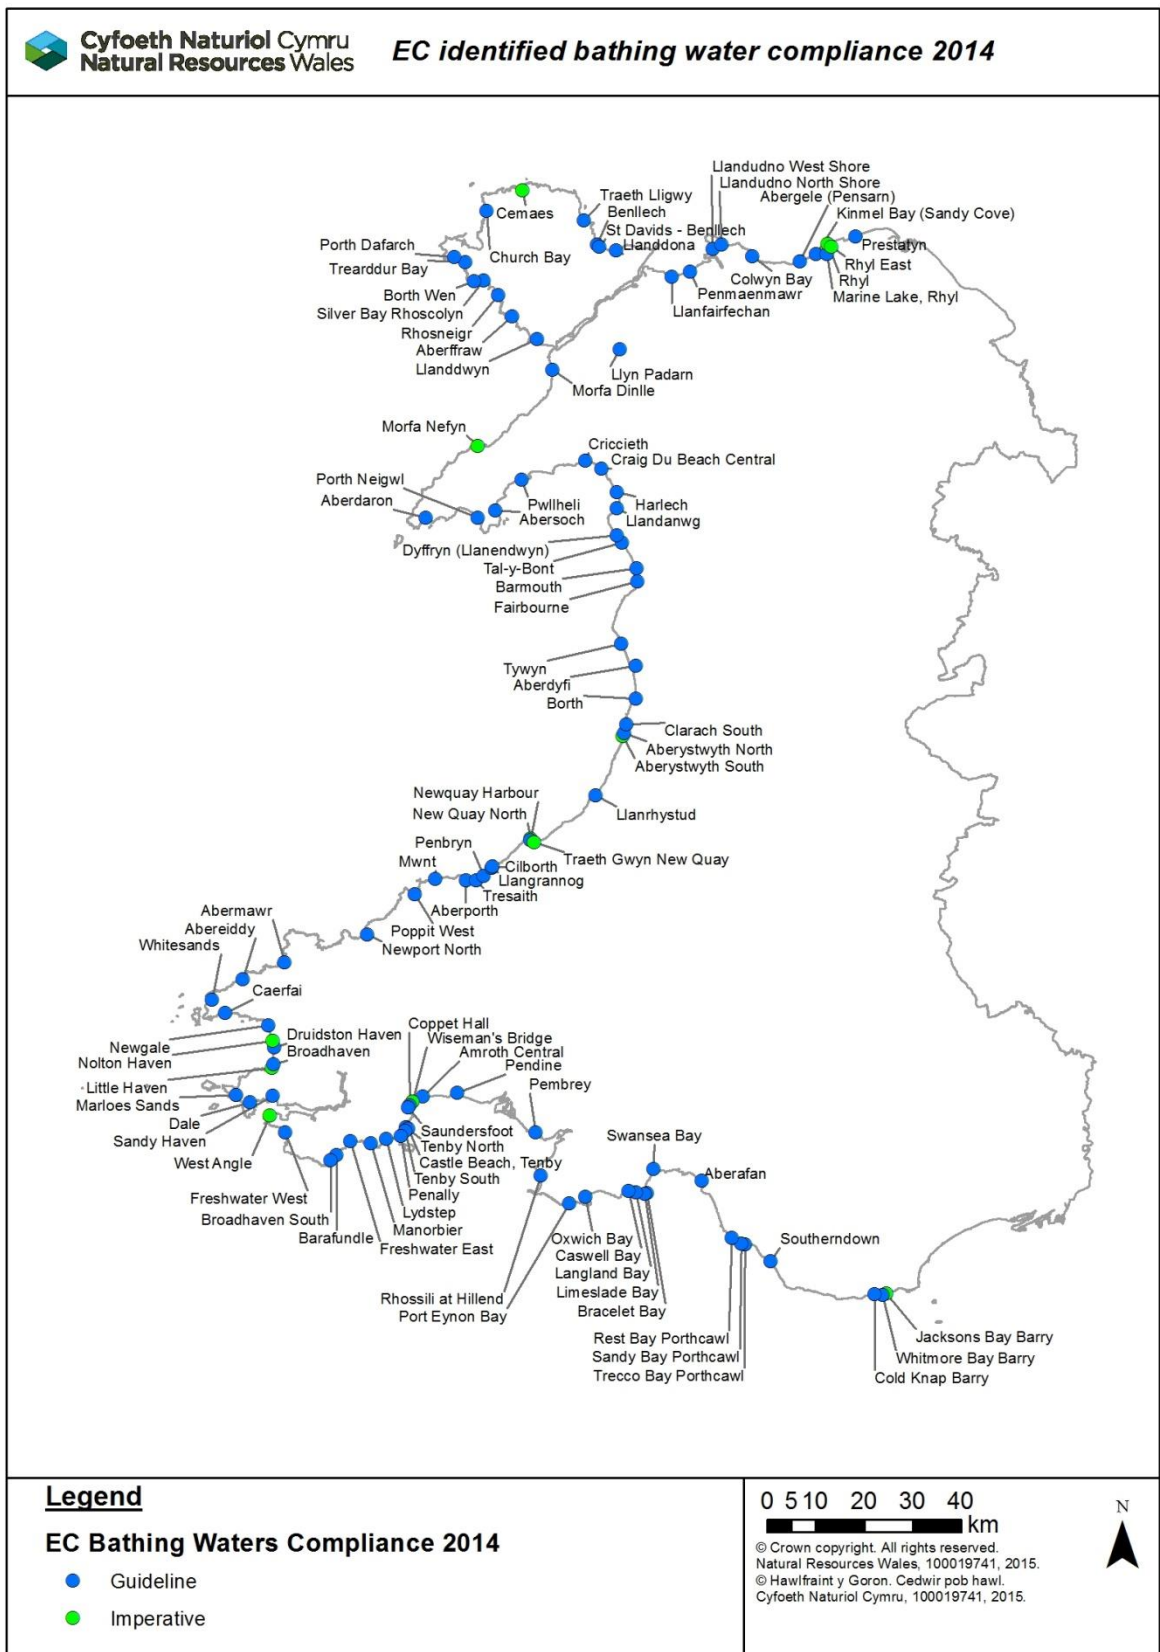 Cyfoeth Naturiol Cymru
Natural Resources Wales
EC identified bathing water compliance 2014
Llandudno West Shore
Llandudno North Shore
Abergele (Pensarn)
Kinmel Bay (Sandy Cove)
Prestatyn
Rhyl East
Rhyl
Marine Lake, Rhyl
Colwyn Bay
Penmaenmawr
Llanfairfechan
Traeth Lligwy
Benllech
St Davids - Benllech
Llanddona
Cemaes
Church Bay
Porth Dafarch
Trearddur Bay
Borth Wen
Silver Bay Rhoscolyn
Rhosneigr
Aberffraw
Llanddwyn
Llyn Padarn
Morfa Dinlle
Morfa Nefyn
Criccieth
Craig Du Beach Central
Porth Neigwl
Aberdaron
Pwllheli
Abersoch
Harlech
Llandanwg
Dyffryn (Llanendwyn)
Tal-y-Bont
Barmouth
Fairbourne
Tywyn
Aberdyfi
Borth
Clarach South
Aberystwyth North
Aberystwyth South
Newquay Harbour
New Quay North
Llanrhystud
Penbryn
Traeth Gwyn New Quay
Mwnt
Cilborth
Llangrannog
Tresaith
Aberporth
Poppit West
Newport North
Abermawr
Abereiddy
Whitesands
Caerfai
Newgale
Nolton Haven
Druidston Haven
Broadhaven
Little Haven
Marloes Sands
Dale
Sandy Haven
West Angle
Freshwater West
Broadhaven South
Barafundle
Coppet Hall
Wiseman's Bridge
Amroth Central
Pendine
Pembrey
Saundersfoot
Tenby North
Castle Beach, Tenby
Tenby South
Penally
Lydstep
Manorbier
Freshwater East
Swansea Bay
Aberafan
Southerndown
Oxwich Bay
Caswell Bay
Langland Bay
Limeslade Bay
Bracelet Bay
Rhossili at Hillend
Port Eynon Bay
Rest Bay Porthcawl
Sandy Bay Porthcawl
Trecco Bay Porthcawl
Jacksons Bay Barry
Whitmore Bay Barry
Cold Knap Barry
Legend
EC Bathing Waters Compliance 2014
Guideline
Imperative
0 5 10 20 30 40
km
N
© Crown copyright. All rights reserved.
Natural Resources Wales, 100019741, 2015.
© Hawlfraint y Goron. Cedwir pob hawl.
Cyfoeth Naturiol Cymru, 100019741, 2015.